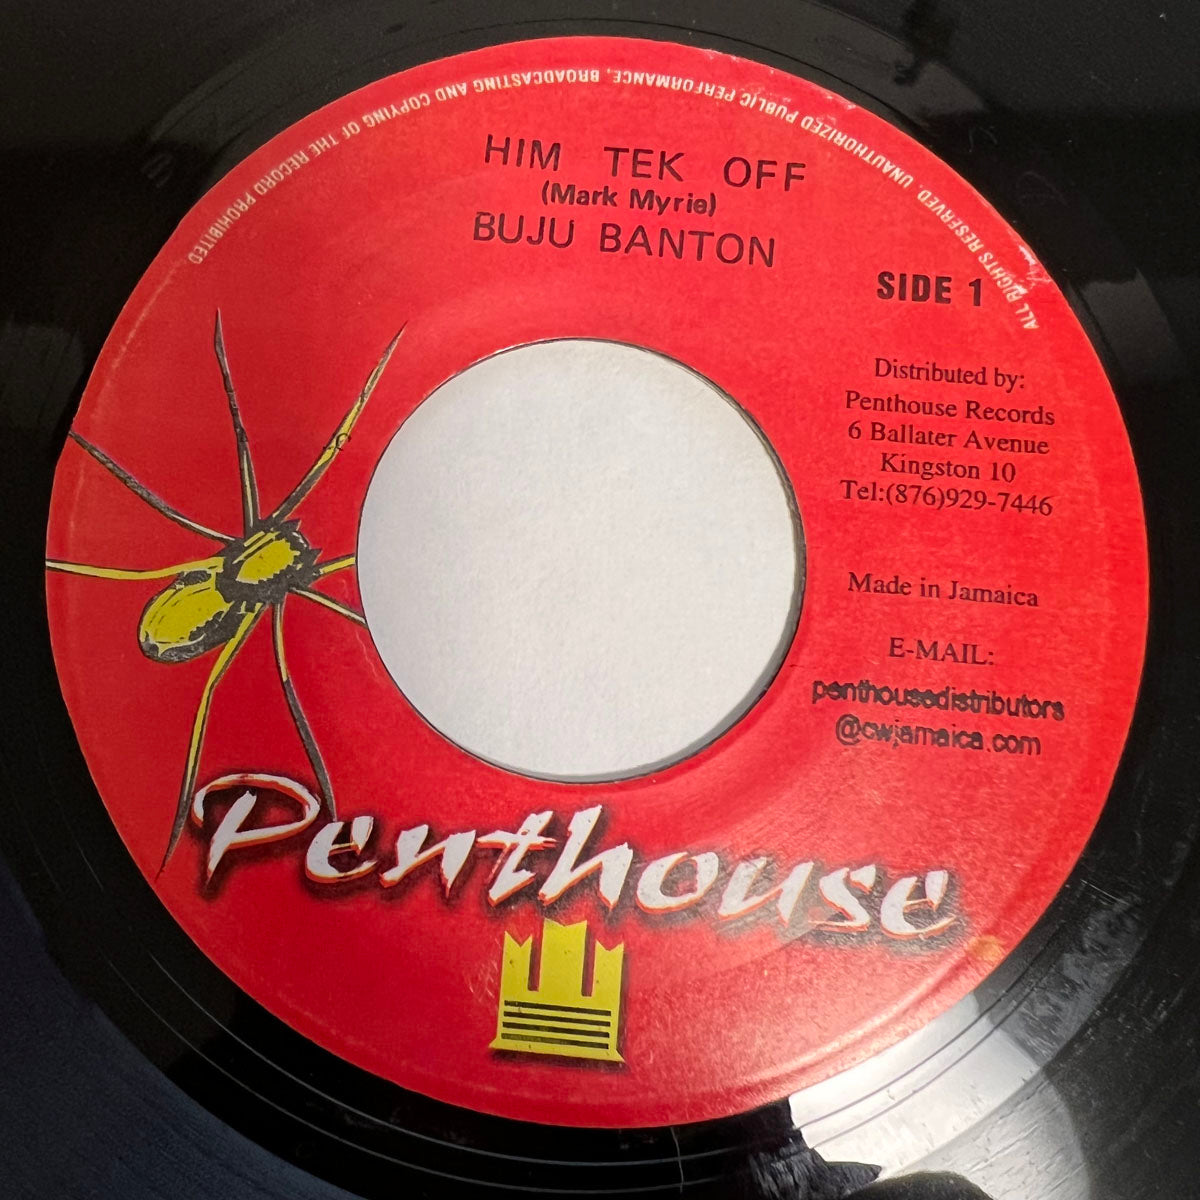 ALL RIGHTS RESERVED. UNAUTHORIZED PUBLIC PERFORMANCE, BROADCASTING AND COPYING OF THE RECORD PROHIBITED
HIM TEK OFF
(Mark Myrie)
BUJU BANTON
SIDE 1
Distributed by:
Penthouse Records
6 Ballater Avenue
Kingston 10
Tel:(876)929-7446
Made in Jamaica
E-MAIL:
penthousedistributors
@cwjamaica.com
Penthouse